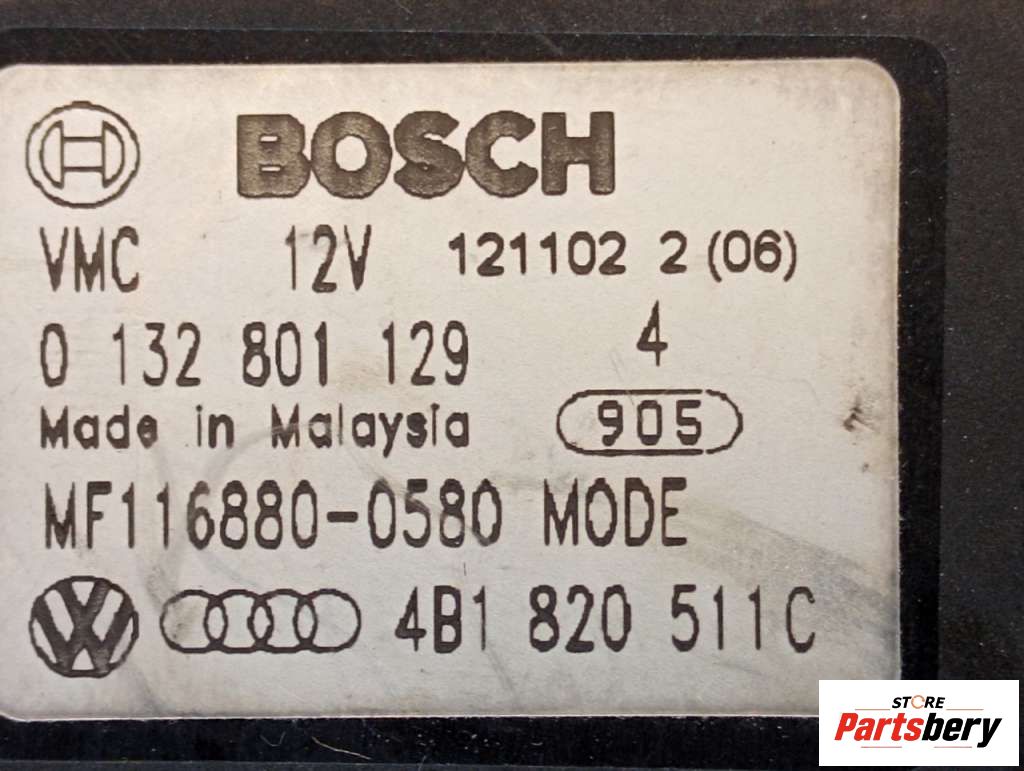 BOSCH
VMC 12V 121102 2 (06)
0 132 801 129 4
Made in Malaysia 905
MF116880-0580 MODE
VW 4B1 820 511C
STORE
Partsbery